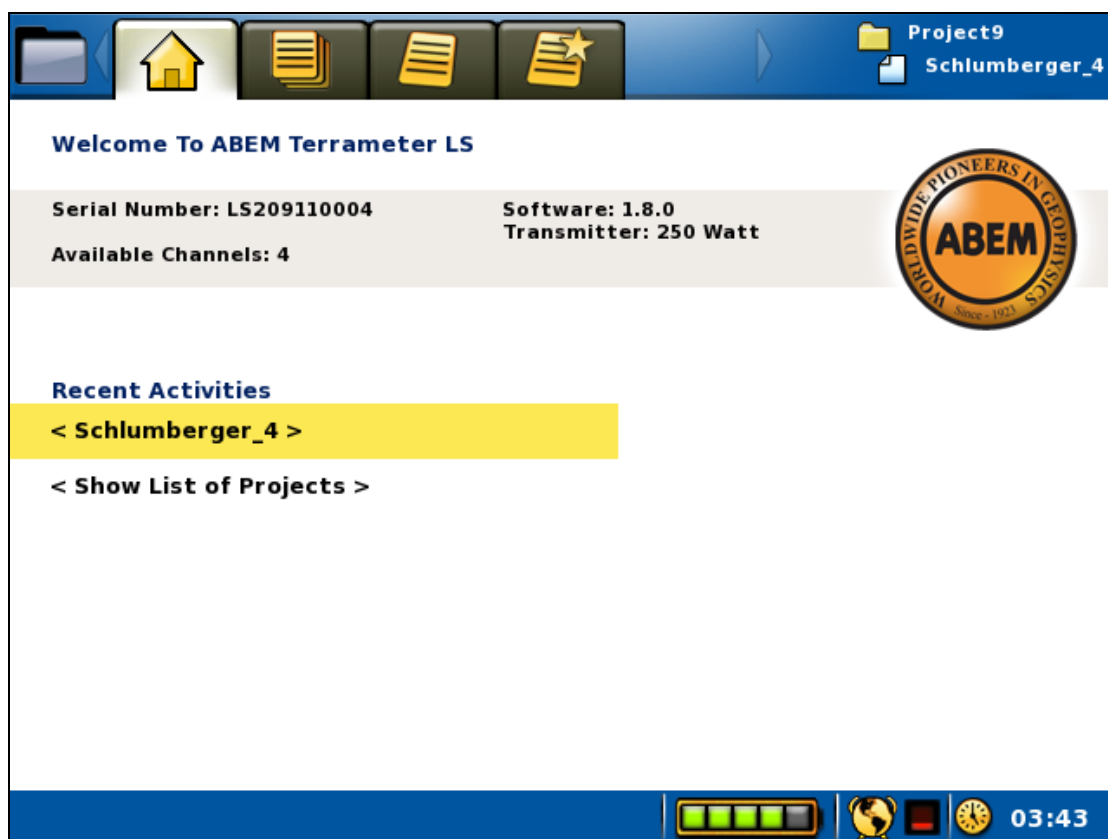 Project9
Schlumberger_4
Welcome To ABEM Terrameter LS
Serial Number: LS209110004
Software: 1.8.0
Transmitter: 250 Watt
Available Channels: 4
WORLDWIDE PIONEERS IN GEOPHYSICS
ABEM
Since - 1923
Recent Activities
< Schlumberger_4 >
< Show List of Projects >
03:43